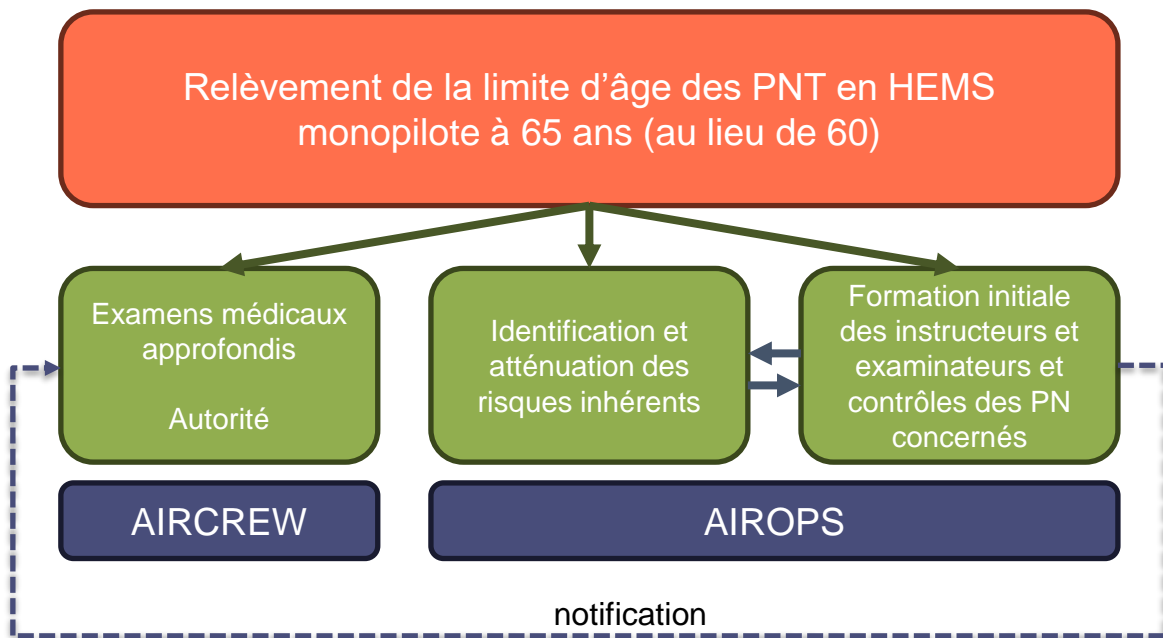 Relèvement de la limite d’âge des PNT en HEMS
monopilote à 65 ans (au lieu de 60)
Examens médicaux
approfondis
Autorité
Identification et
atténuation des
risques inhérents
Formation initiale
des instructeurs et
examinateurs et
contrôles des PN
concernés
AIRCREW
AIROPS
notification